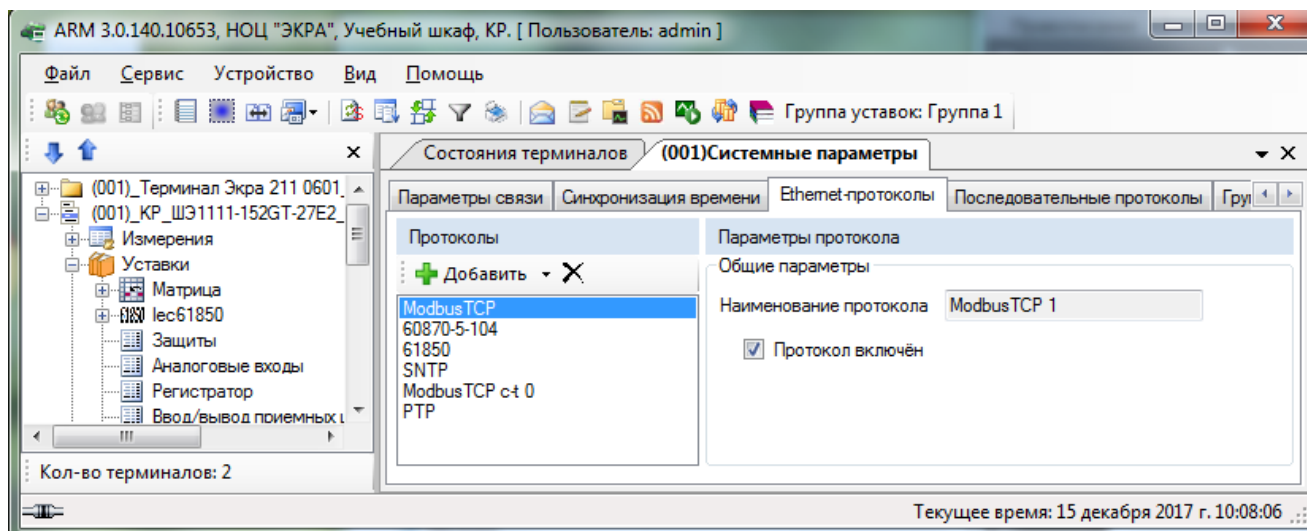 ARM 3.0.140.10653, НОЦ "ЭКРА", Учебный шкаф, КР. [ Пользователь: admin ]
Файл Сервис Устройство Вид Помощь
Группа уставок: Группа 1
Состояния терминалов (001)Системные параметры
(001)_Терминал Экра 211 0601_
(001)_КР_ШЭ1111-152GT-27E2_
Измерения
Уставки
Матрица
Iec61850
Защиты
Аналоговые входы
Регистратор
Ввод/вывод приемных ц
Кол-во терминалов: 2
Параметры связи Синхронизация времени Ethernet-протоколы Последовательные протоколы Гру
Протоколы
Добавить
ModbusTCP
60870-5-104
61850
SNTP
ModbusTCP c-t 0
PTP
Параметры протокола
Общие параметры
Наименование протокола ModbusTCP 1
Протокол включён
Текущее время: 15 декабря 2017 г. 10:08:06